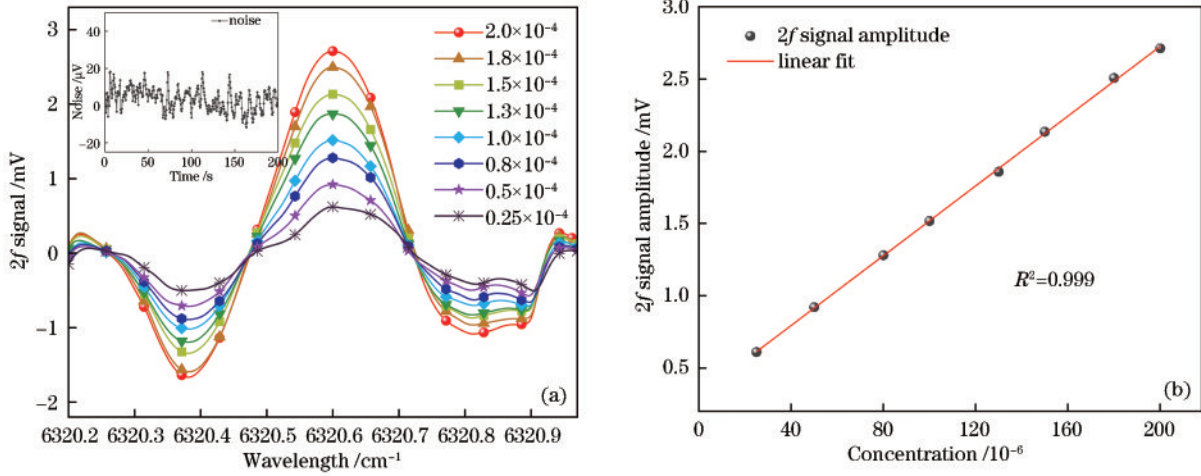 noise
40
20
0
−20
Noise /μV
0 50 100 150 200
Time /s
2.0×10-4
1.8×10-4
1.5×10-4
1.3×10-4
1.0×10-4
0.8×10-4
0.5×10-4
0.25×10-4
3
2
1
0
−1
−2
2f signal /mV
(a)
6320.2 6320.3 6320.4 6320.5 6320.6 6320.7 6320.8 6320.9
Wavelength /cm-1
3.0
2.5
2.0
1.5
1.0
0.5
2f signal amplitude /mV
2f signal amplitude
linear fit
R2=0.999
(b)
0 40 80 120 160 200
Concentration /10-6